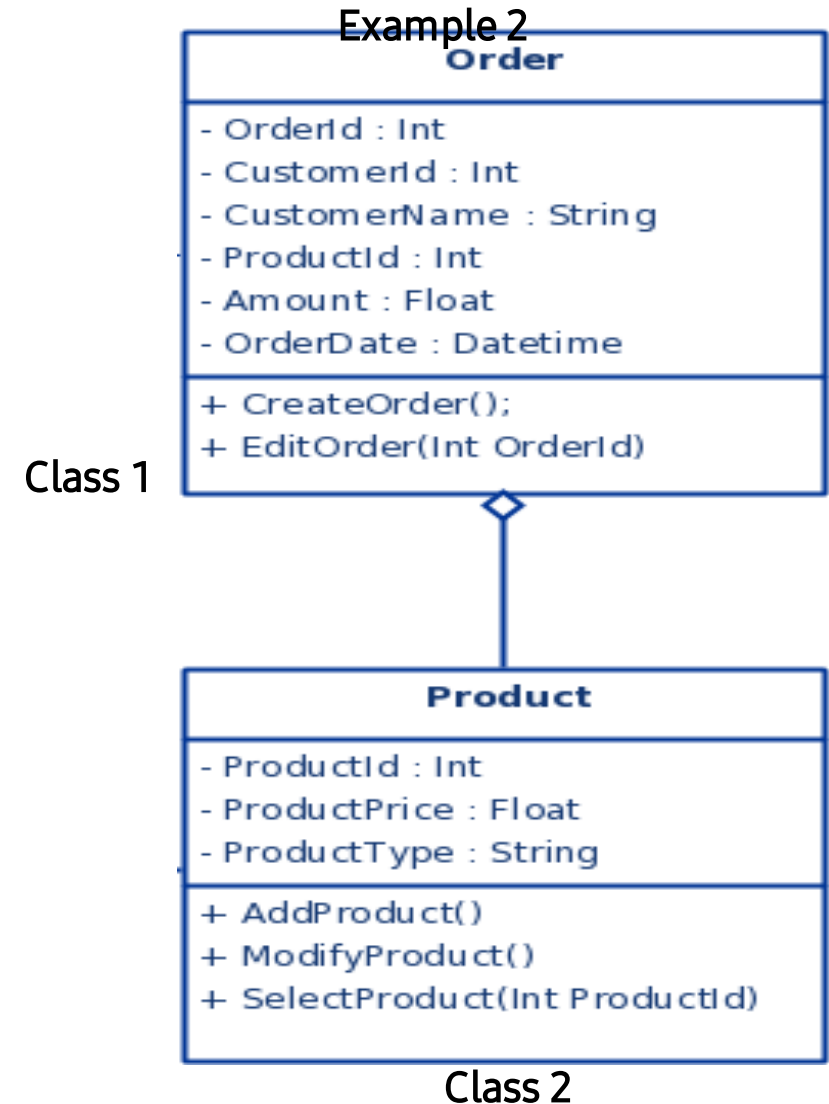 Example 2
Order
- OrderId : Int
- CustomerId : Int
- CustomerName : String
- ProductId : Int
- Amount : Float
- OrderDate : Datetime
+ CreateOrder();
+ EditOrder(Int OrderId)
Class 1
Product
- ProductId : Int
- ProductPrice : Float
- ProductType : String
+ AddProduct()
+ ModifyProduct()
+ SelectProduct(Int ProductId)
Class 2